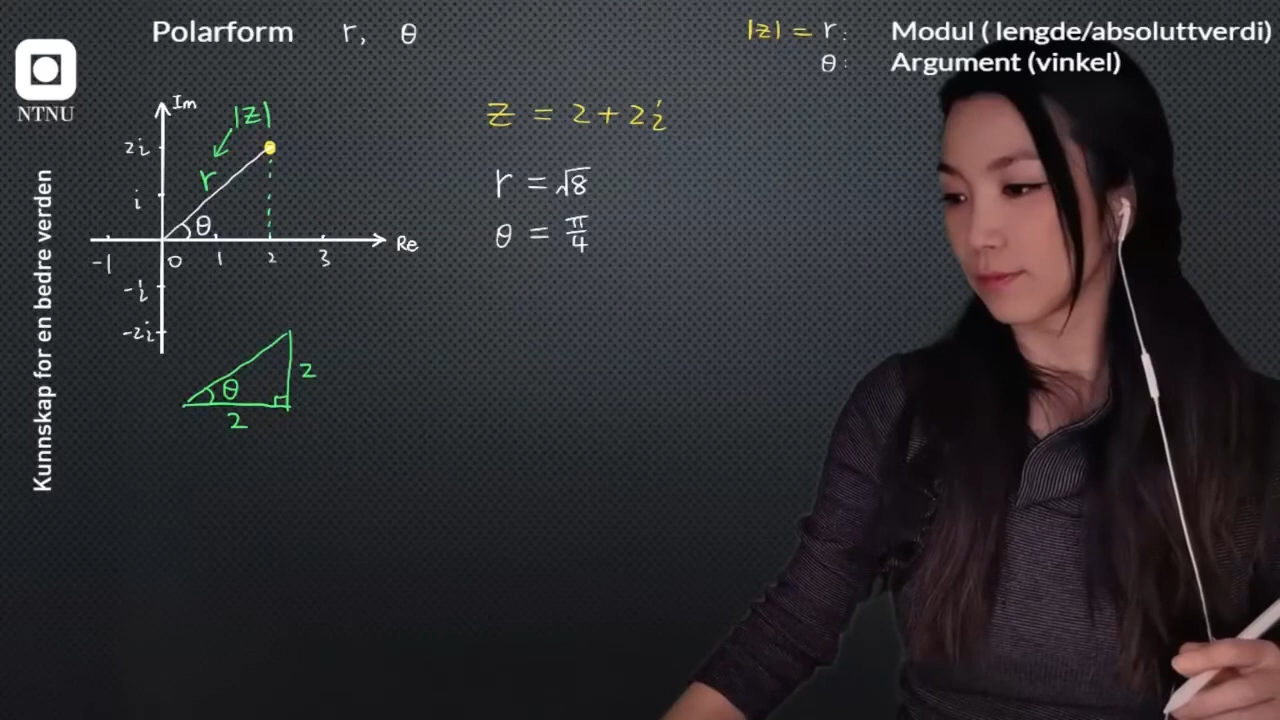 Polarform r, θ
|z| = r: Modul ( lengde/absoluttverdi)
θ: Argument (vinkel)
NTNU
Kunnskap for en bedre verden
Im
|z|
2i
r
i
θ
Re
-1 0 1 2 3
-i
-2i
θ
2
2
z = 2 + 2i
r = √8
θ = π/4